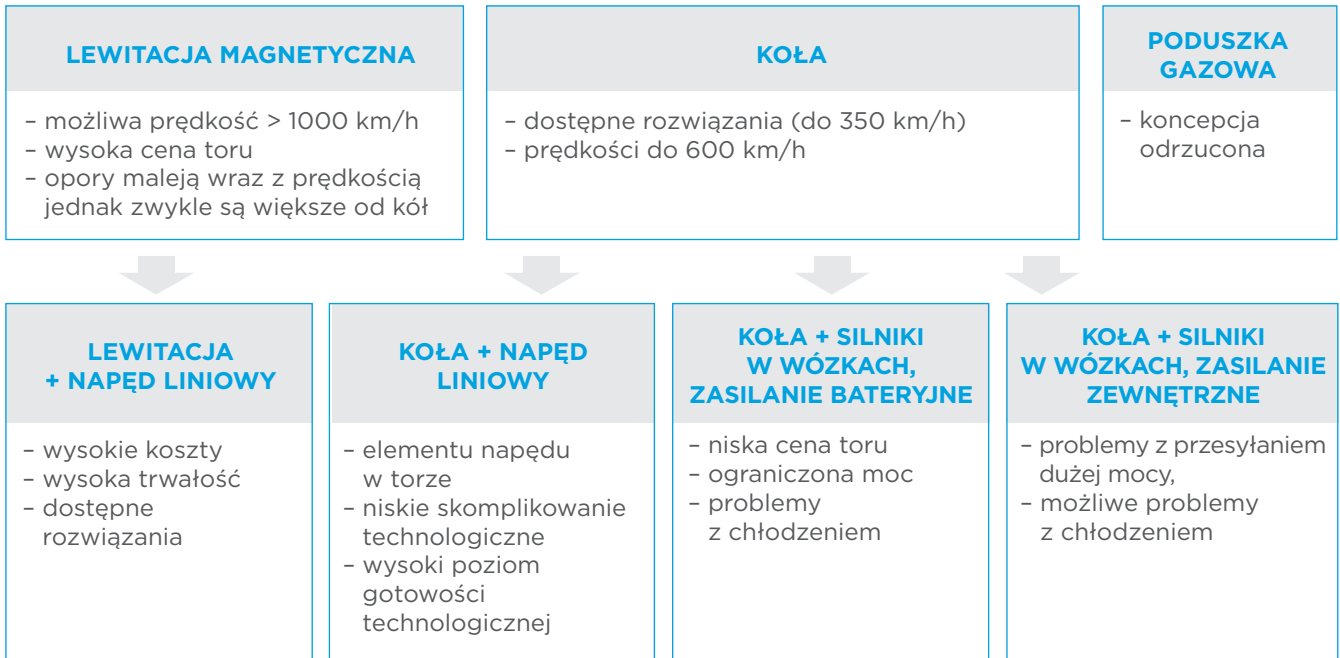 LEWITACJA MAGNETYCZNA
– możliwa prędkość > 1000 km/h
– wysoka cena toru
– opory maleją wraz z prędkością
jednak zwykle są większe od kół
KOŁA
– dostępne rozwiązania (do 350 km/h)
– prędkości do 600 km/h
PODUSZKA
GAZOWA
– koncepcja
odrzucona
LEWITACJA
+ NAPĘD LINIOWY
– wysokie koszty
– wysoka trwałość
– dostępne
rozwiązania
KOŁA + NAPĘD
LINIOWY
– elementu napędu
w torze
– niskie skomplikowanie
technologiczne
– wysoki poziom
gotowości
technologicznej
KOŁA + SILNIKI
W WÓZKACH,
ZASILANIE BATERYJNE
– niska cena toru
– ograniczona moc
– problemy
z chłodzeniem
KOŁA + SILNIKI
W WÓZKACH, ZASILANIE
ZEWNĘTRZNE
– problemy z przesyłaniem
dużej mocy,
– możliwe problemy
z chłodzeniem